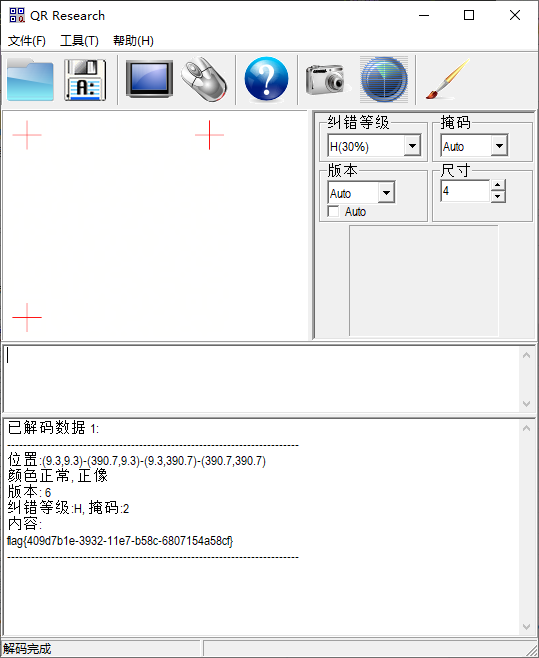 QR Research
文件(F) 工具(T) 帮助(H)
A:
?
纠错等级 掩码
H(30%) Auto
版本 尺寸
Auto 4
Auto
已解码数据 1:
---------------------------------------------------------------------------
位置:(9.3,9.3)-(390.7,9.3)-(9.3,390.7)-(390.7,390.7)
颜色正常, 正像
版本: 6
纠错等级:H, 掩码:2
内容:
flag{409d7b1e-3932-11e7-b58c-6807154a58cf}
---------------------------------------------------------------------------
解码完成